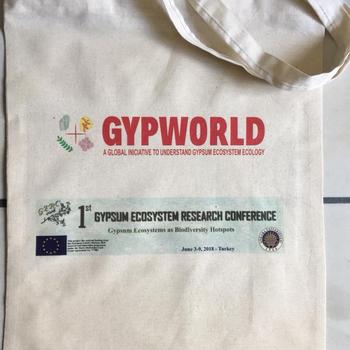 GYPWORLD
A GLOBAL INICIATIVE TO UNDERSTAND GYPSUM ECOSYSTEM ECOLOGY
1st GYPSUM ECOSYSTEM RESEARCH CONFERENCE
Gypsum Ecosystems as Biodiversity Hotspots
June 3-9, 2018 - Turkey